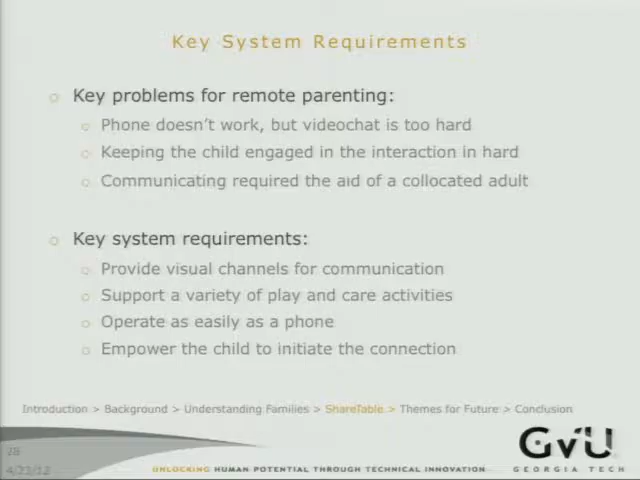 Key System Requirements
Key problems for remote parenting:
Phone doesn't work, but videochat is too hard
Keeping the child engaged in the interaction in hard
Communicating required the aid of a collocated adult
Key system requirements:
Provide visual channels for communication
Support a variety of play and care activities
Operate as easily as a phone
Empower the child to initiate the connection
Introduction > Background > Understanding Families > ShareTable > Themes for Future > Conclusion
28
4/23/12
GVU
UNLOCKING HUMAN POTENTIAL THROUGH TECHNICAL INNOVATION
GEORGIA TECH